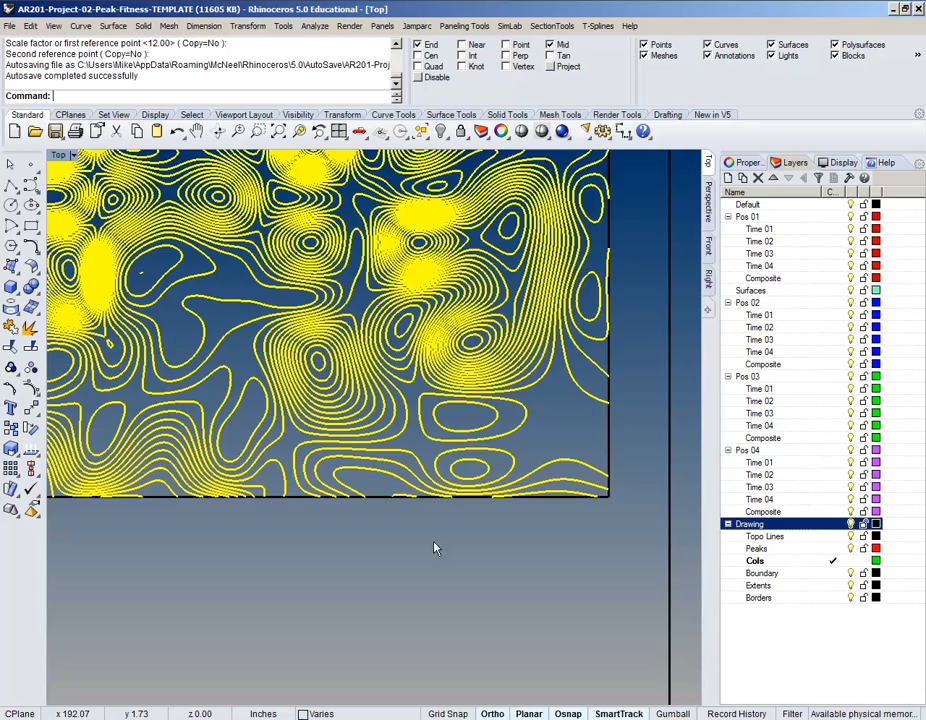 AR201-Project-02-Peak-Fitness-TEMPLATE (11605 KB) - Rhinoceros 5.0 Educational - [Top]
File Edit View Curve Surface Solid Mesh Dimension Transform Tools Analyze Render Panels Jamparc Paneling Tools SimLab SectionTools T-Splines Help
Scale factor or first reference point <12.00> ( Copy=No ):
Second reference point ( Copy=No ):
Autosaving file as C:\Users\Mike\AppData\Roaming\McNeel\Rhinoceros\5.0\AutoSave\AR201-Proj
Autosave completed successfully
Command:
End Near Point Mid
Cen Int Perp Tan
Quad Knot Vertex Project
Disable
Points Curves Surfaces Polysurfaces
Meshes Annotations Lights Blocks
»
Standard CPlanes Set View Display Select Viewport Layout Visibility Transform Curve Tools Surface Tools Solid Tools Mesh Tools Render Tools Drafting New in V5
Top
Top
Perspective
Front
Right
Proper... Layers Display Help
Name C...
Default
Pos 01
Time 01
Time 02
Time 03
Time 04
Composite
Surfaces
Pos 02
Time 01
Time 02
Time 03
Time 04
Composite
Pos 03
Time 01
Time 02
Time 03
Time 04
Composite
Pos 04
Time 01
Time 02
Time 03
Time 04
Composite
Drawing
Topo Lines
Peaks
Cols
Boundary
Extents
Borders
CPlane x 192.07 y 1.73 z 0.00 Inches Varies Grid Snap Ortho Planar Osnap SmartTrack Gumball Record History Filter Available physical memory...